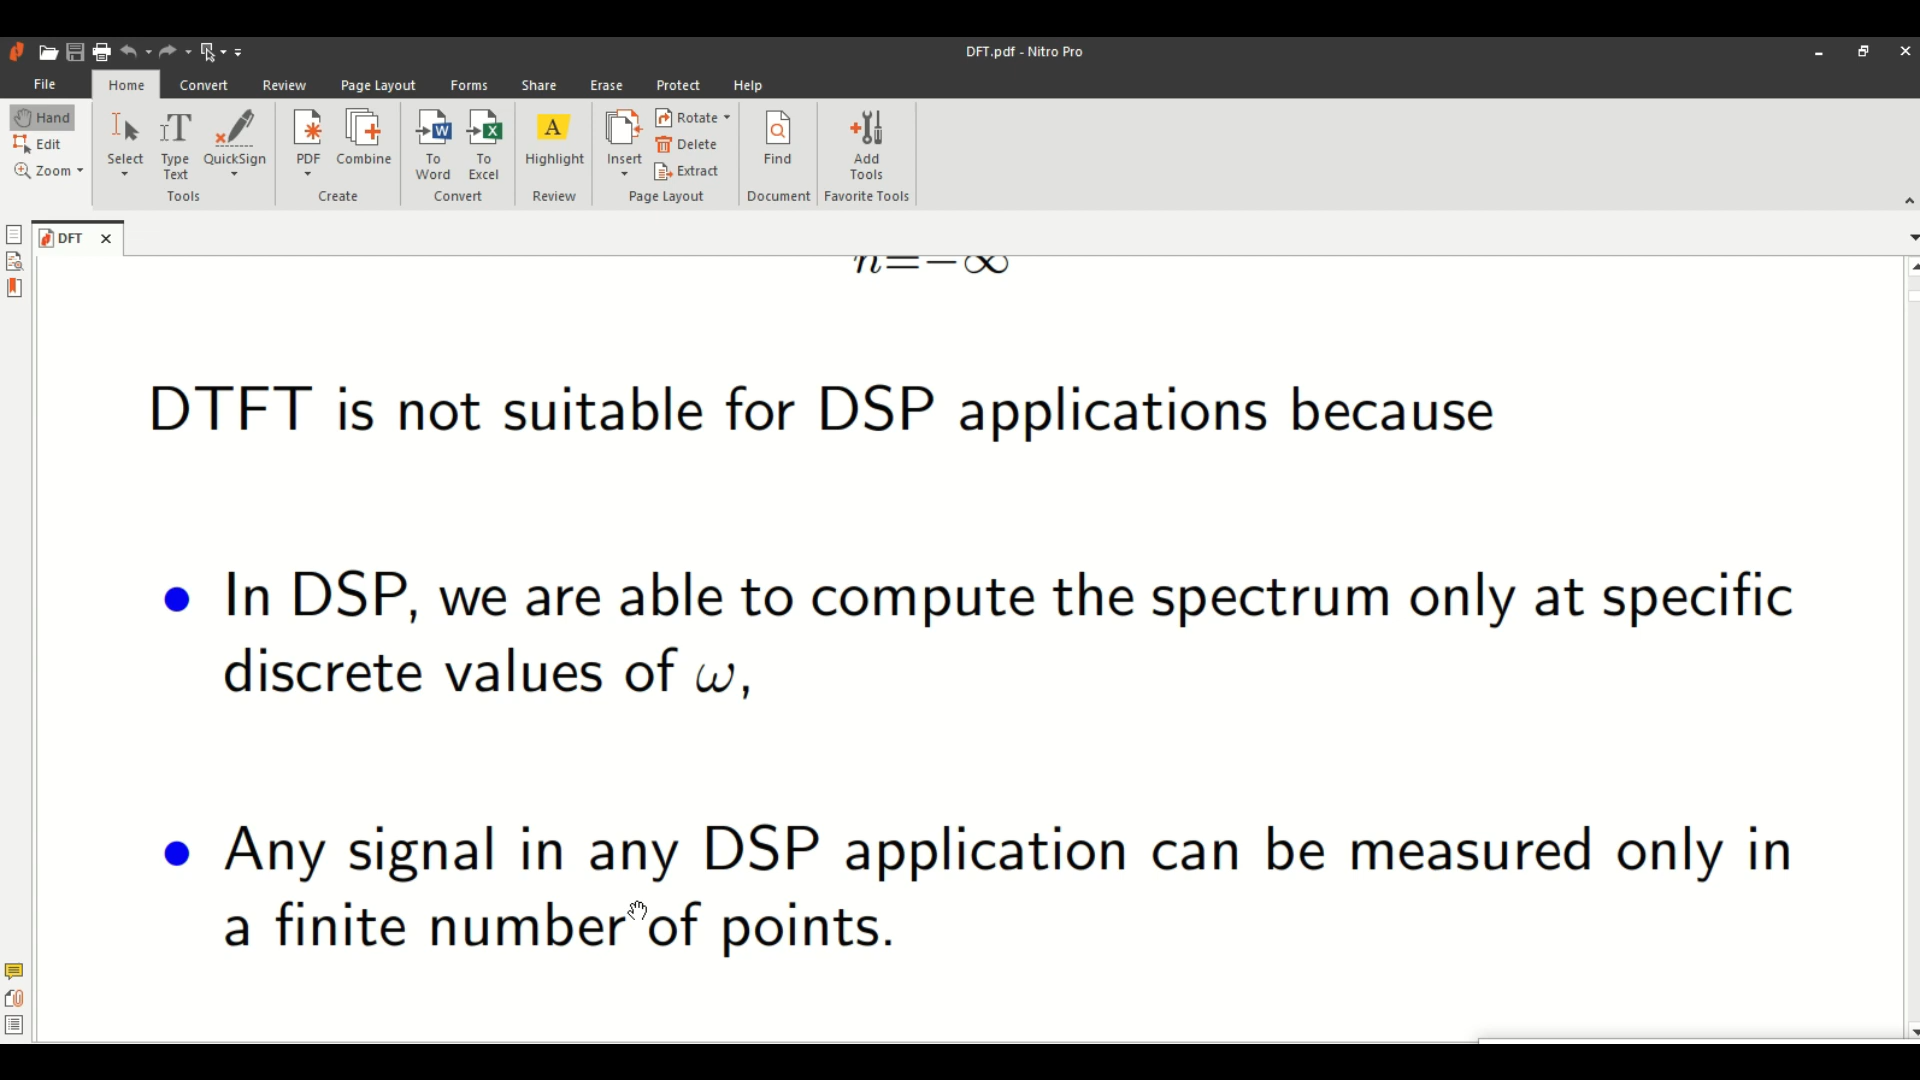 DFT.pdf - Nitro Pro
File Home Convert Review Page Layout Forms Share Erase Protect Help
Hand
Edit
Zoom
Select
Type Text
QuickSign
Tools
PDF
Combine
Create
To Word
To Excel
Convert
Highlight
Review
Insert
Rotate
Delete
Extract
Page Layout
Find
Document
Add Tools
Favorite Tools
DFT
n=−∞
DTFT is not suitable for DSP applications because
• In DSP, we are able to compute the spectrum only at specific
discrete values of ω,
• Any signal in any DSP application can be measured only in
a finite number of points.